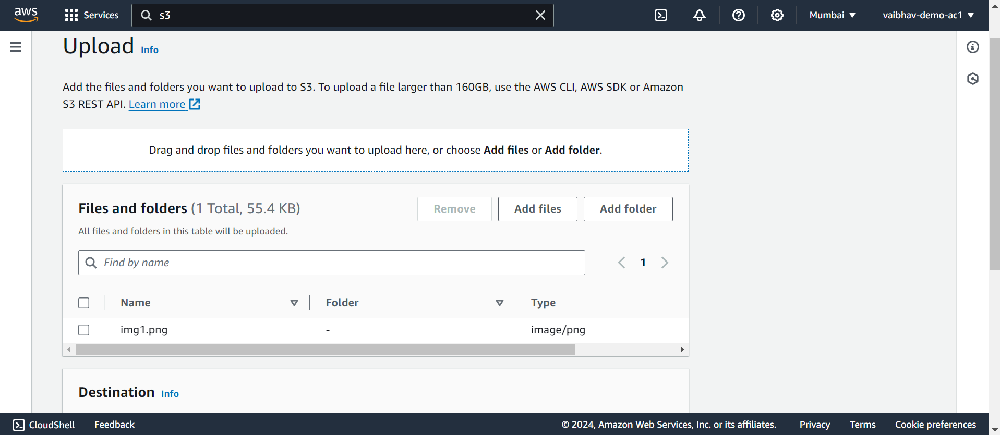 aws Services s3 Mumbai vaibhav-demo-ac1
Upload Info
Add the files and folders you want to upload to S3. To upload a file larger than 160GB, use the AWS CLI, AWS SDK or Amazon
S3 REST API. Learn more
Drag and drop files and folders you want to upload here, or choose Add files or Add folder.
Files and folders (1 Total, 55.4 KB) Remove Add files Add folder
All files and folders in this table will be uploaded.
Find by name 1
Name Folder Type
img1.png - image/png
Destination Info
CloudShell Feedback © 2024, Amazon Web Services, Inc. or its affiliates. Privacy Terms Cookie preferences